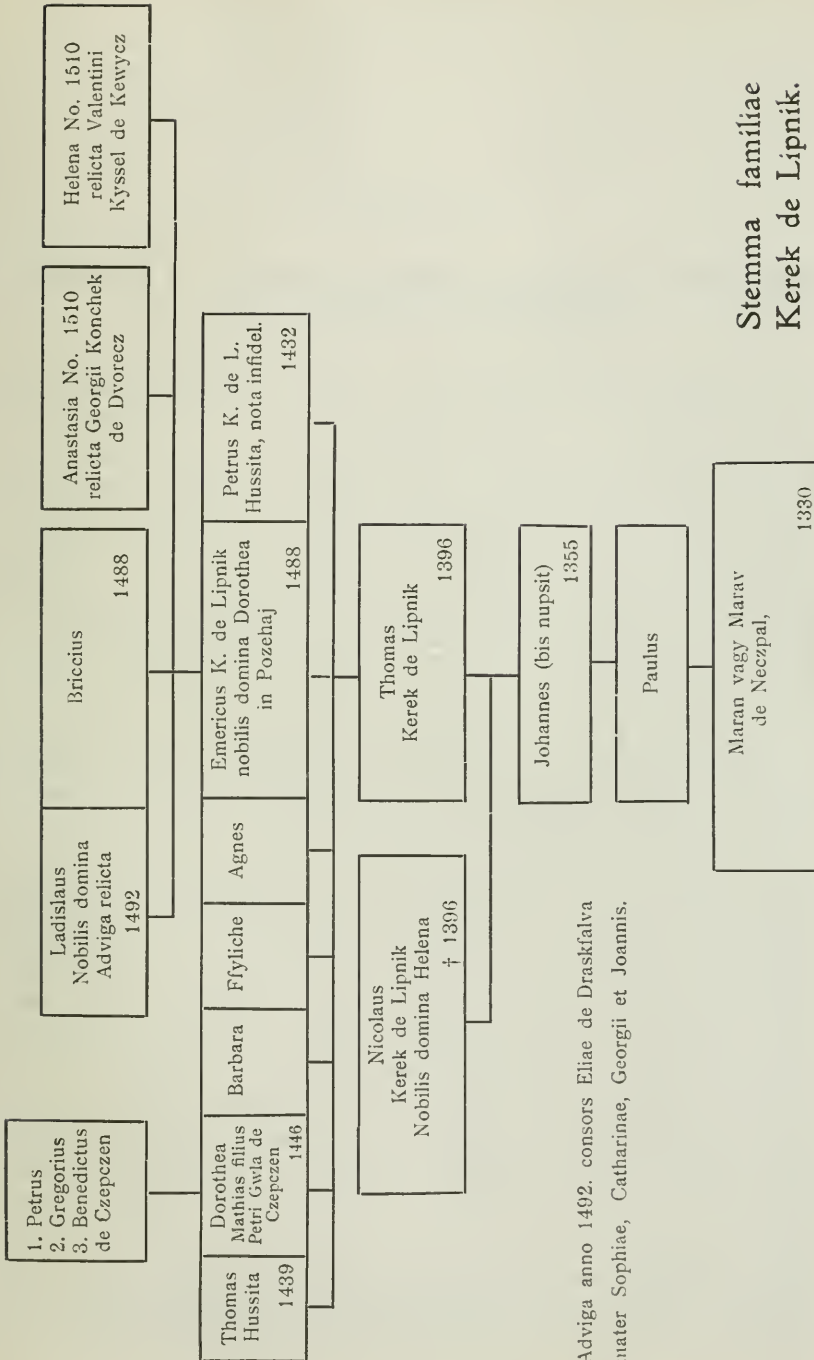 Helena No. 1510
relicta Valentini
Kyssel de Kewycz
Anastasia No. 1510
relicta Georgii Konchek
de Dvorecz
Briccius
1488
Ladislaus
Nobilis domina
Adviga relicta
1492
1. Petrus
2. Gregorius
3. Benedictus
de Czepczen
Petrus K. de L.
Hussita, nota infidel.
1432
Emericus K. de Lipnik
nobilis domina Dorothea
in Pozehaj
1488
Agnes
Ffyliche
Barbara
Dorothea
Mathias filius
Petri Gwla de
Czepczen
1446
Thomas
Hussita
1439
Thomas
Kerek de Lipnik
1396
Nicolaus
Kerek de Lipnik
Nobilis domina Helena
† 1396
Johannes (bis nupsit)
1355
Paulus
Maran vagy Marav
de Neczpal,
1330
Adviga anno 1492. consors Eliae de Draskfalva
mater Sophiae, Catharinae, Georgii et Joannis.
Stemma familiae
Kerek de Lipnik.